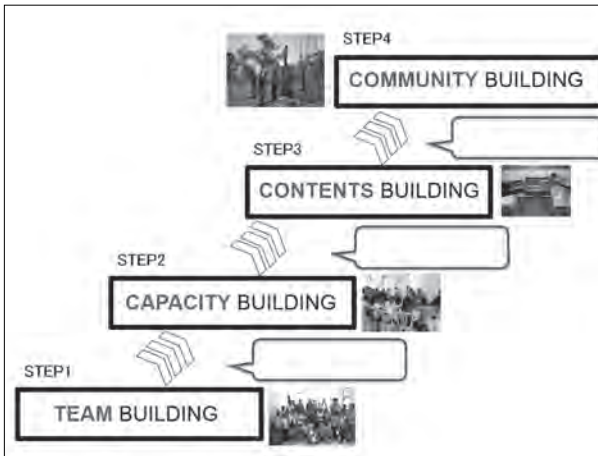 STEP4
COMMUNITY BUILDING
STEP3
CONTENTS BUILDING
STEP2
CAPACITY BUILDING
STEP1
TEAM BUILDING